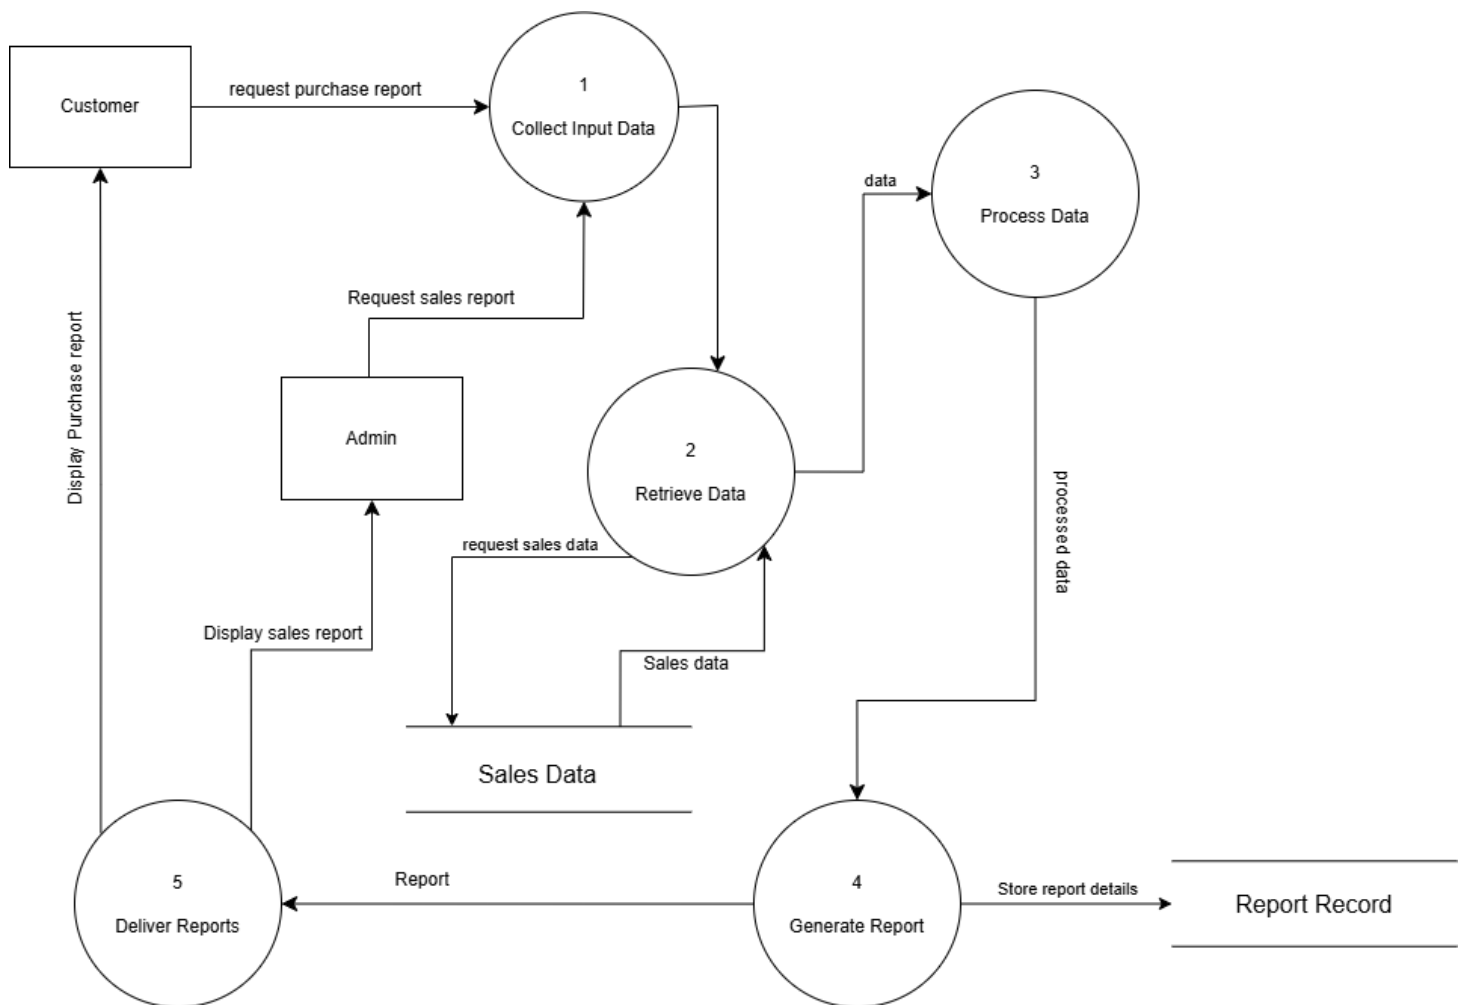 Customer
request purchase report
1
Collect Input Data
3
Process Data
data
Request sales report
Display Purchase report
Admin
2
Retrieve Data
processed data
request sales data
Display sales report
Sales data
Sales Data
5
Deliver Reports
Report
4
Generate Report
Store report details
Report Record